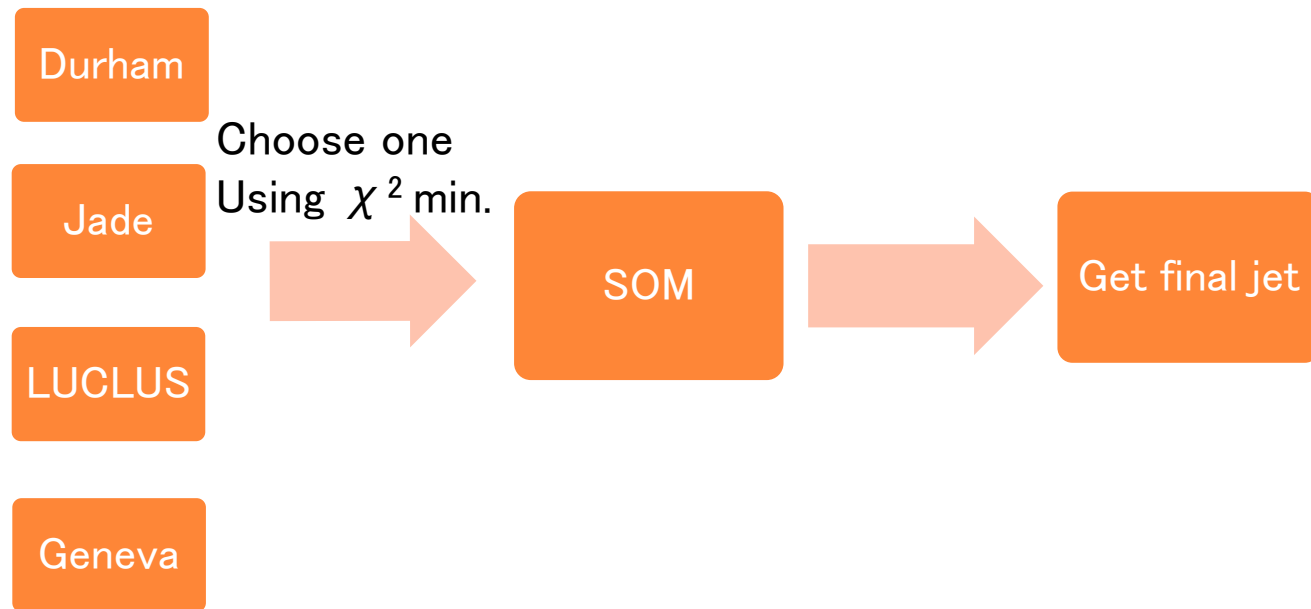 Durham
Choose one
Using χ² min.
Jade
SOM
Get final jet
LUCLUS
Geneva